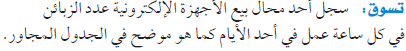 تسوق: سجل أحد محال بيع الأجهزة الإلكترونية عدد الزبائن
في كل ساعة عمل في أحد الأيام كما هو موضح في الجدول المجاور.